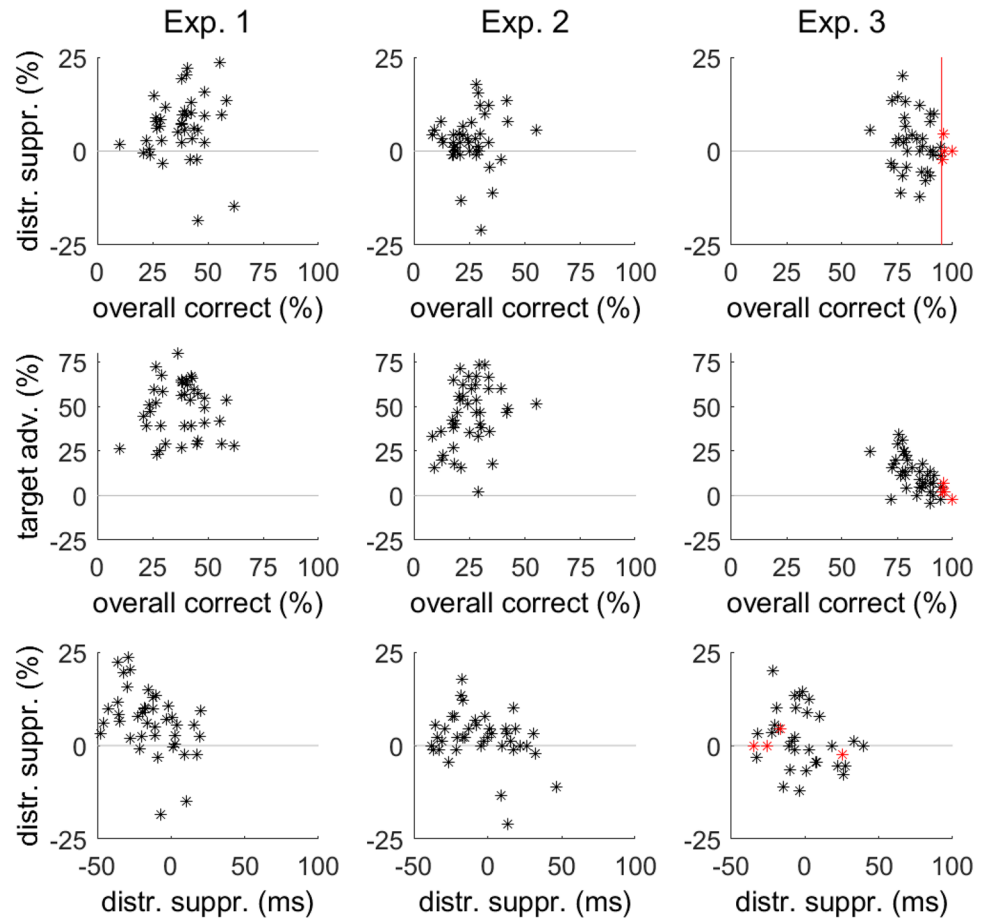 Exp. 1 Exp. 2 Exp. 3
distr. suppr. (%)
25 25 25
0 0 0
-25 -25 -25
0 25 50 75 100 0 25 50 75 100 0 25 50 75 100
overall correct (%) overall correct (%) overall correct (%)
target adv. (%)
75 75 75
50 50 50
25 25 25
0 0 0
-25 -25 -25
0 25 50 75 100 0 25 50 75 100 0 25 50 75 100
overall correct (%) overall correct (%) overall correct (%)
distr. suppr. (%)
25 25 25
0 0 0
-25 -25 -25
-50 0 50 100 -50 0 50 100 -50 0 50 100
distr. suppr. (ms) distr. suppr. (ms) distr. suppr. (ms)